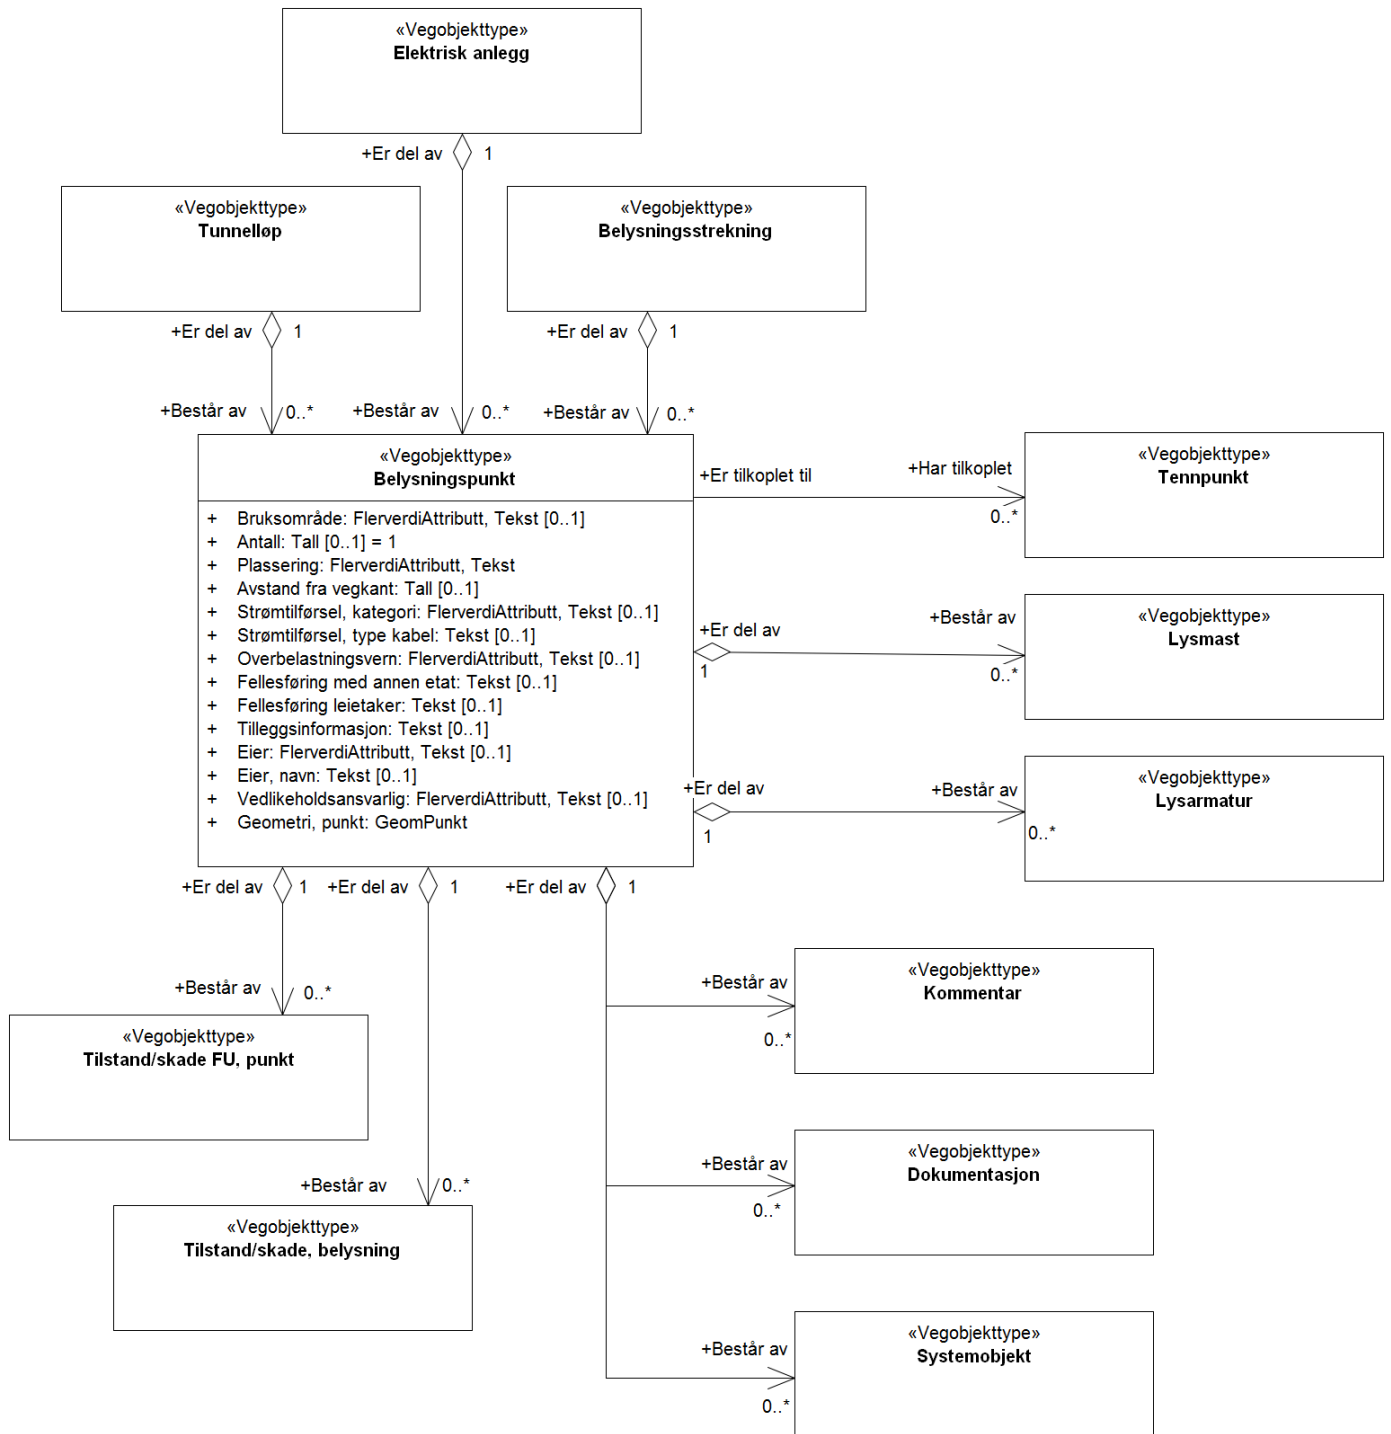 «Vegobjekttype»
Elektrisk anlegg
+Er del av 1
«Vegobjekttype»
Tunnelløp
«Vegobjekttype»
Belysningsstrekning
+Er del av 1
+Er del av 1
+Består av 0..*
+Består av 0..*
+Består av 0..*
«Vegobjekttype»
Belysningspunkt
+ Bruksområde: FlerverdiAttributt, Tekst [0..1]
+ Antall: Tall [0..1] = 1
+ Plassering: FlerverdiAttributt, Tekst
+ Avstand fra vegkant: Tall [0..1]
+ Strømtilførsel, kategori: FlerverdiAttributt, Tekst [0..1]
+ Strømtilførsel, type kabel: Tekst [0..1]
+ Overbelastningsvern: FlerverdiAttributt, Tekst [0..1]
+ Fellesføring med annen etat: Tekst [0..1]
+ Fellesføring leietaker: Tekst [0..1]
+ Tilleggsinformasjon: Tekst [0..1]
+ Eier: FlerverdiAttributt, Tekst [0..1]
+ Eier, navn: Tekst [0..1]
+ Vedlikeholdsansvarlig: FlerverdiAttributt, Tekst [0..1]
+ Geometri, punkt: GeomPunkt
+Er tilkoplet til
+Har tilkoplet
0..*
«Vegobjekttype»
Tennpunkt
+Er del av
1
+Består av
0..*
«Vegobjekttype»
Lysmast
+Er del av
1
+Består av
0..*
«Vegobjekttype»
Lysarmatur
+Er del av 1
+Er del av 1
+Er del av 1
+Består av 0..*
«Vegobjekttype»
Tilstand/skade FU, punkt
+Består av 0..*
«Vegobjekttype»
Tilstand/skade, belysning
+Består av
0..*
«Vegobjekttype»
Kommentar
+Består av
0..*
«Vegobjekttype»
Dokumentasjon
+Består av
0..*
«Vegobjekttype»
Systemobjekt